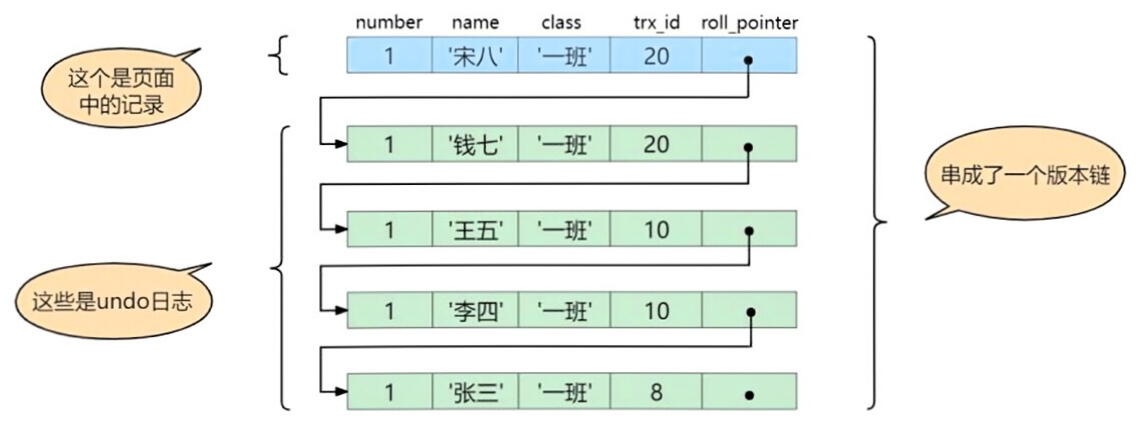 number name class trx_id roll_pointer
1 '宋八' '一班' 20
这个是页面
中的记录
1 '钱七' '一班' 20
串成了一个版本链
1 '王五' '一班' 10
这些是undo日志
1 '李四' '一班' 10
1 '张三' '一班' 8